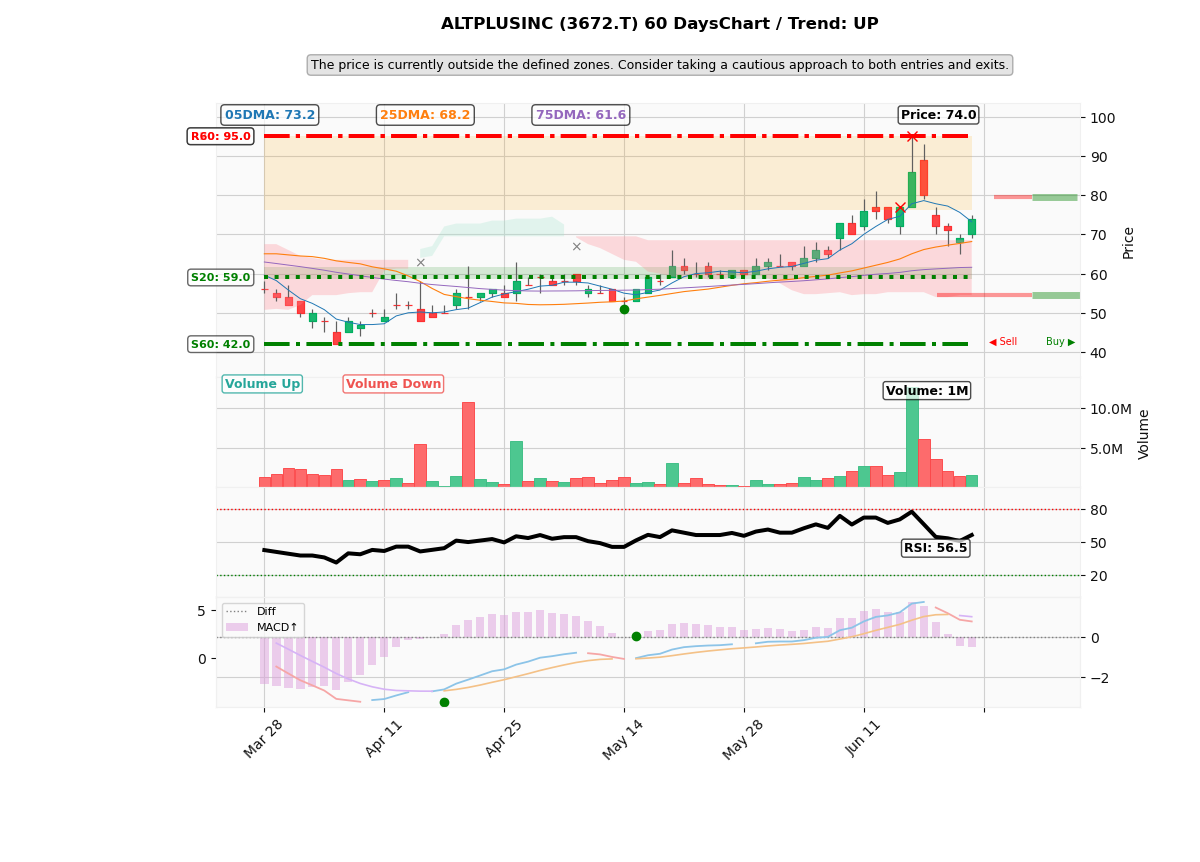 ALTPLUSINC (3672.T) 60 DaysChart / Trend: UP
The price is currently outside the defined zones. Consider taking a cautious approach to both entries and exits.
05DMA: 73.2
25DMA: 68.2
75DMA: 61.6
Price: 74.0
R60: 95.0
S20: 59.0
S60: 42.0
100
90
80
70
60
50
40
Price
◀ Sell
Buy ▶
Volume Up
Volume Down
Volume: 1M
10.0M
5.0M
Volume
80
50
20
RSI: 56.5
5
0
Diff
MACD↑
0
−2
Mar 28
Apr 11
Apr 25
May 14
May 28
Jun 11